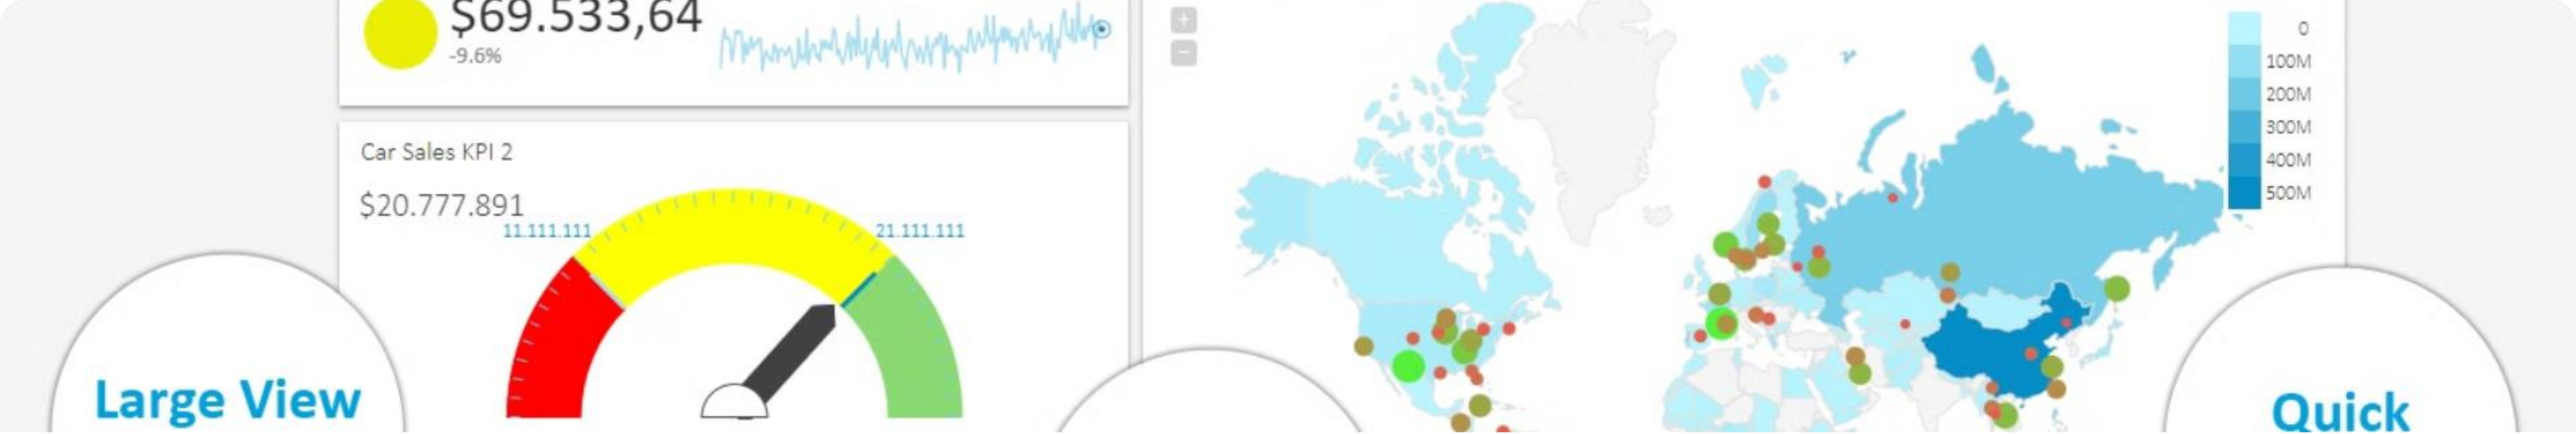 $69.533,64
-9.6%
Car Sales KPI 2
$20.777.891
11.111.111
21.111.111
Large View
+
−
0
100M
200M
300M
400M
500M
Quick